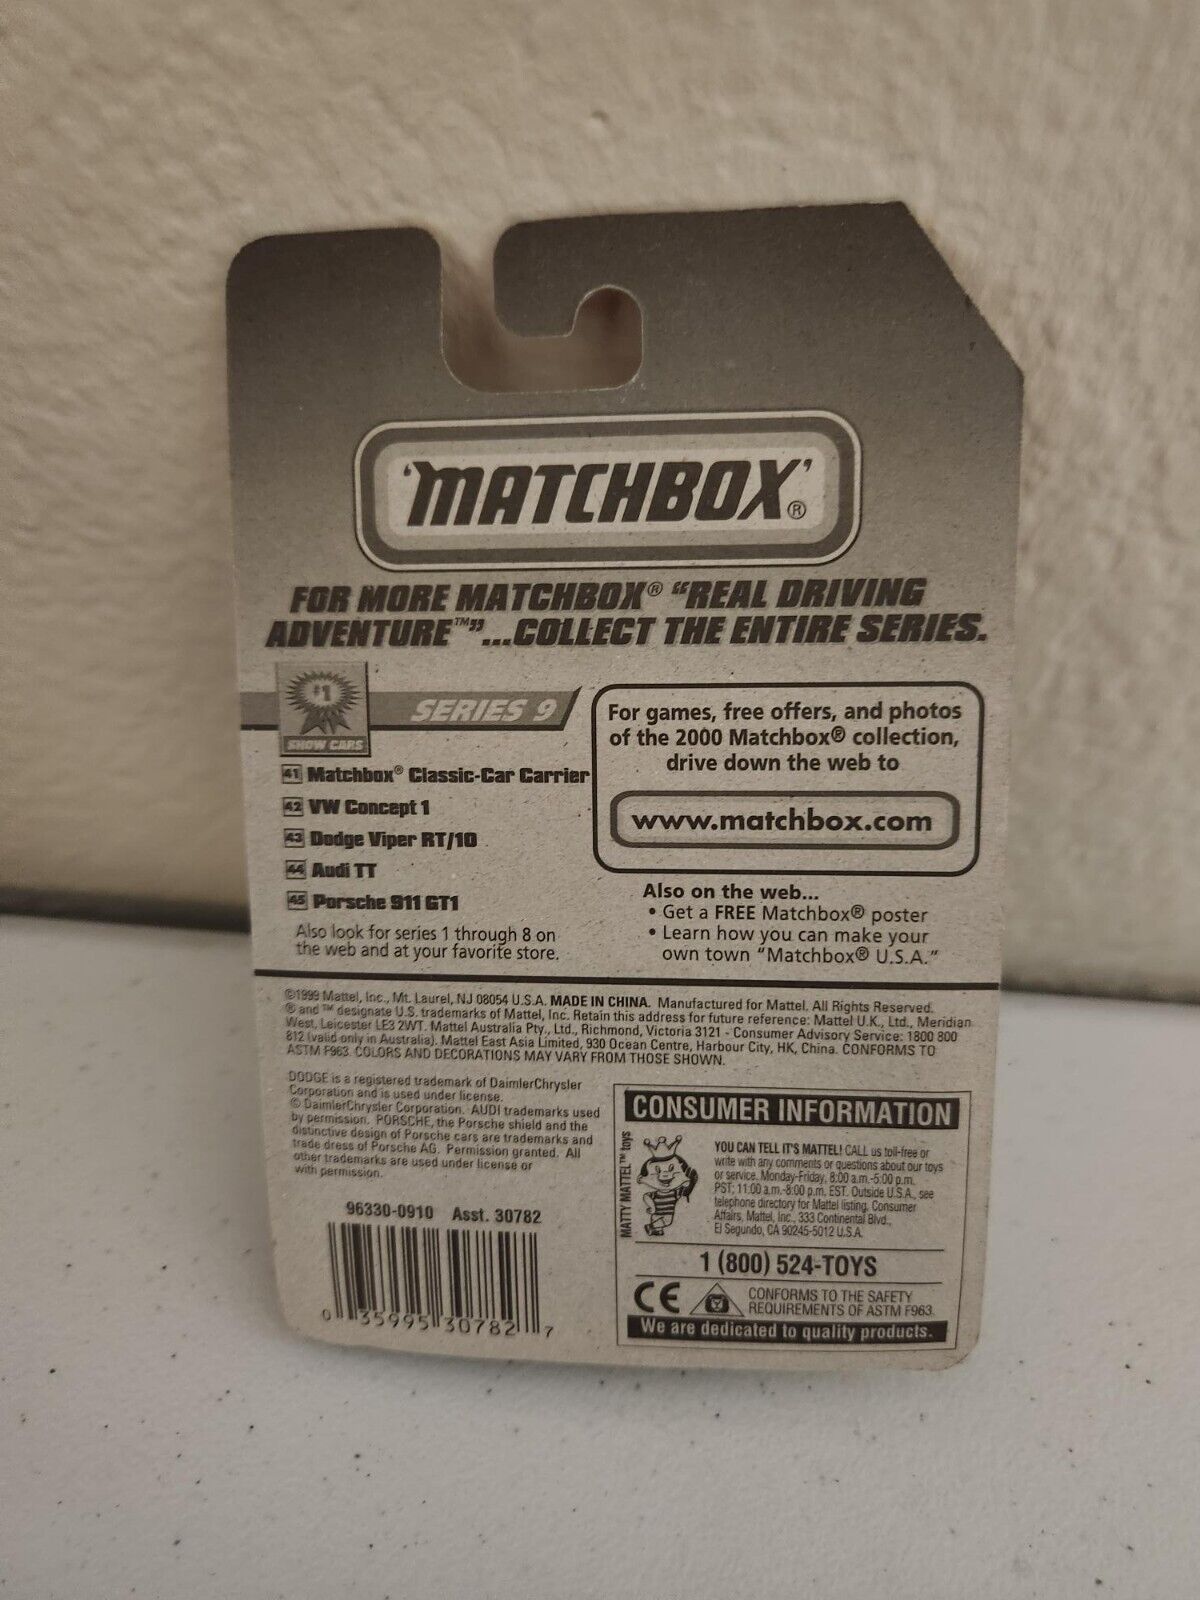 'MATCHBOX'®
FOR MORE MATCHBOX® "REAL DRIVING
ADVENTURE™"...COLLECT THE ENTIRE SERIES.
#1
SHOW CARS
SERIES 9
41 Matchbox® Classic-Car Carrier
42 VW Concept 1
43 Dodge Viper RT/10
44 Audi TT
45 Porsche 911 GT1
Also look for series 1 through 8 on
the web and at your favorite store.
For games, free offers, and photos
of the 2000 Matchbox® collection,
drive down the web to
www.matchbox.com
Also on the web...
• Get a FREE Matchbox® poster
• Learn how you can make your
own town "Matchbox® U.S.A."
©1999 Mattel, Inc., Mt. Laurel, NJ 08054 U.S.A. MADE IN CHINA. Manufactured for Mattel. All Rights Reserved.
® and ™ designate U.S. trademarks of Mattel, Inc. Retain this address for future reference: Mattel U.K., Ltd., Meridian
West, Leicester LE3 2WT. Mattel Australia Pty., Ltd., Richmond, Victoria 3121 - Consumer Advisory Service: 1800 800
812 (valid only in Australia). Mattel East Asia Limited, 930 Ocean Centre, Harbour City, HK, China. CONFORMS TO
ASTM F963. COLORS AND DECORATIONS MAY VARY FROM THOSE SHOWN.
DODGE is a registered trademark of DaimlerChrysler
Corporation and is used under license.
© DaimlerChrysler Corporation. AUDI trademarks used
by permission. PORSCHE, the Porsche shield and the
distinctive design of Porsche cars are trademarks and
trade dress of Porsche AG. Permission granted. All
other trademarks are used under license or
with permission.
96330-0910 Asst. 30782
0 35995 30782 7
CONSUMER INFORMATION
MATTY MATTEL™ toys
YOU CAN TELL IT'S MATTEL! CALL us toll-free or
write with any comments or questions about our toys
or service. Monday-Friday, 8:00 a.m.-5:00 p.m.
PST; 11:00 a.m.-8:00 p.m. EST. Outside U.S.A., see
telephone directory for Mattel listing. Consumer
Affairs, Mattel, Inc., 333 Continental Blvd.,
El Segundo, CA 90245-5012 U.S.A.
1 (800) 524-TOYS
CE
CONFORMS TO THE SAFETY
REQUIREMENTS OF ASTM F963.
We are dedicated to quality products.